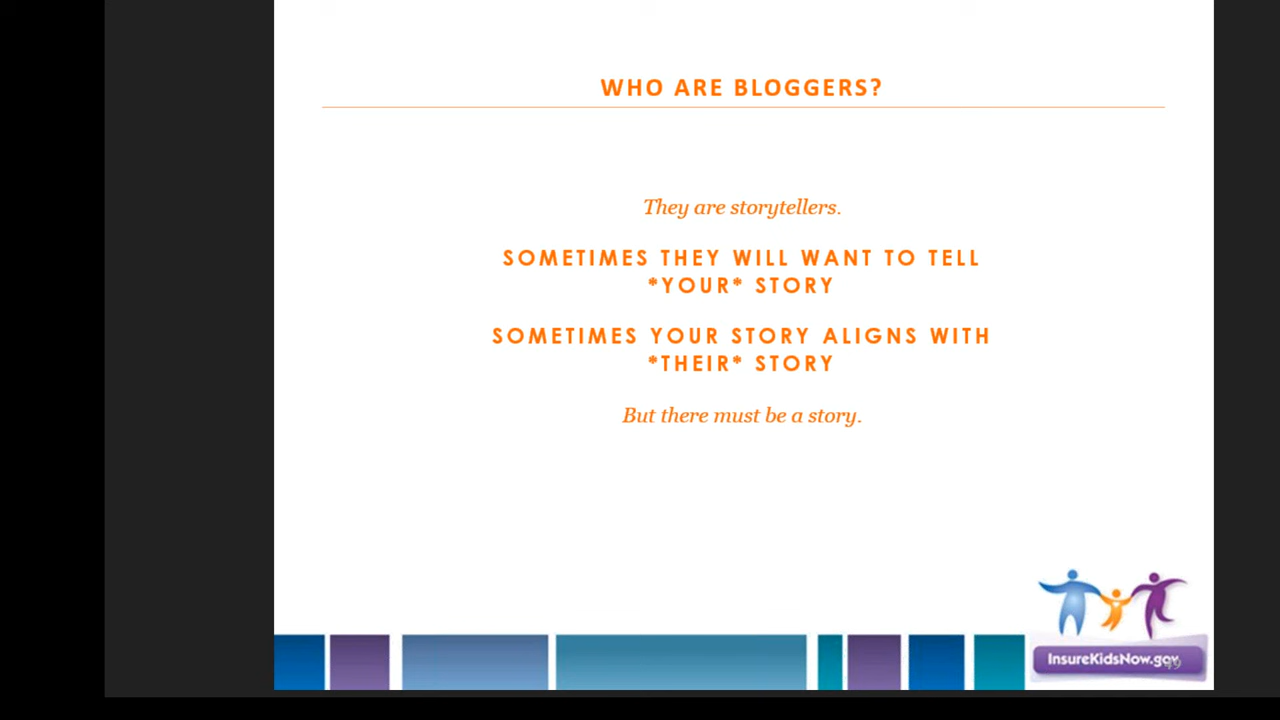 WHO ARE BLOGGERS?
They are storytellers.
SOMETIMES THEY WILL WANT TO TELL
*YOUR* STORY
SOMETIMES YOUR STORY ALIGNS WITH
*THEIR* STORY
But there must be a story.
InsureKidsNow.gov
49